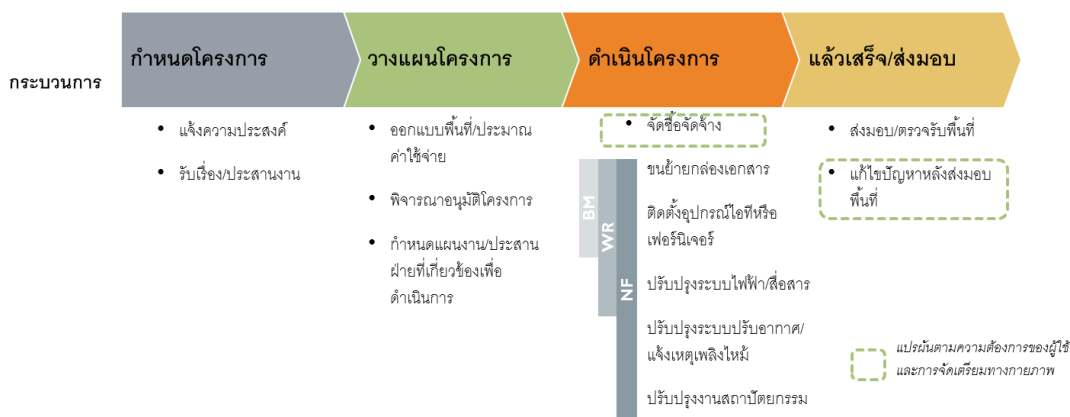 กระบวนการ
กำหนดโครงการ
• แจ้งความประสงค์
• รับเรื่อง/ประสานงาน
วางแผนโครงการ
• ออกแบบพื้นที่/ประมาณ
ค่าใช้จ่าย
• พิจารณาอนุมัติโครงการ
• กำหนดแผนงาน/ประสาน
ฝ่ายที่เกี่ยวข้องเพื่อ
ดำเนินการ
ดำเนินโครงการ
• จัดซื้อจัดจ้าง
BM
WR
NF
ขนย้ายกล่องเอกสาร
ติดตั้งอุปกรณ์ไอทีหรือ
เฟอร์นิเจอร์
ปรับปรุงระบบไฟฟ้า/สื่อสาร
ปรับปรุงระบบปรับอากาศ/
แจ้งเหตุเพลิงไหม้
ปรับปรุงงานสถาปัตยกรรม
แล้วเสร็จ/ส่งมอบ
• ส่งมอบ/ตรวจรับพื้นที่
• แก้ไขปัญหาหลังส่งมอบ
พื้นที่
แปรผันตามความต้องการของผู้ใช้
และการจัดเตรียมทางกายภาพ